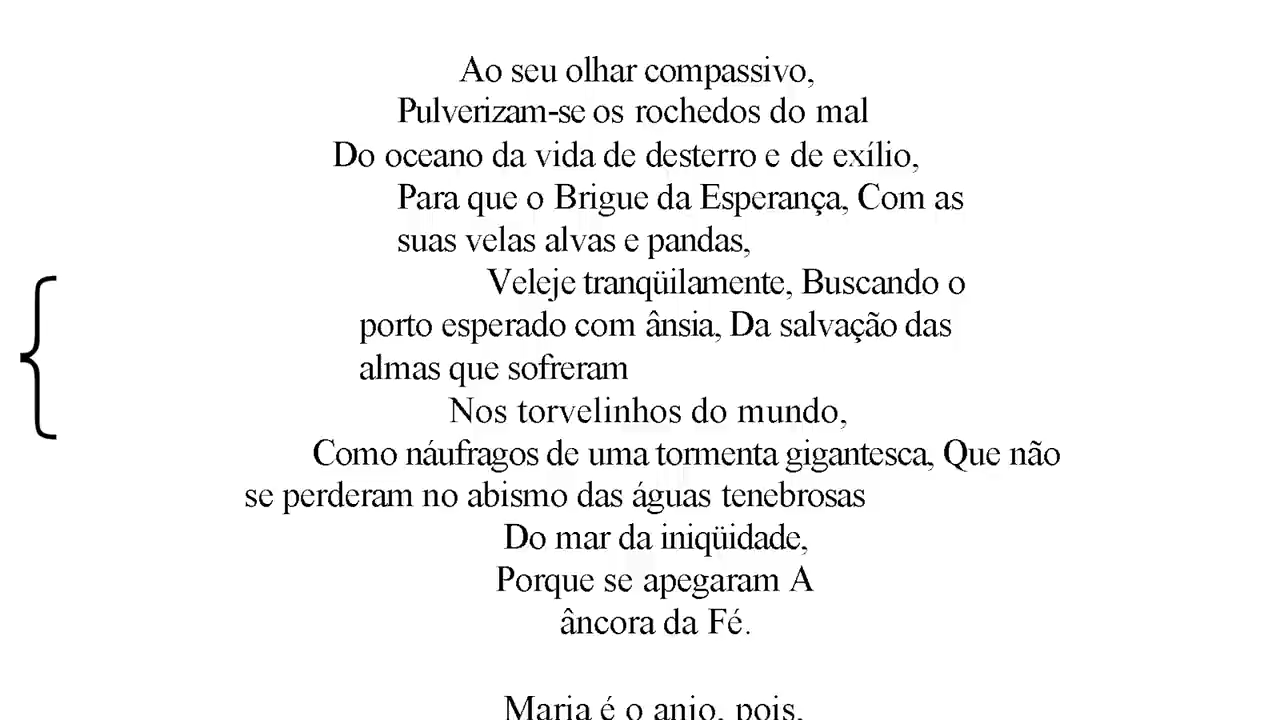 Ao seu olhar compassivo,
Pulverizam-se os rochedos do mal
Do oceano da vida de desterro e de exílio,
Para que o Brigue da Esperança, Com as
suas velas alvas e pandas,
Veleje tranqüilamente, Buscando o
porto esperado com ânsia, Da salvação das
almas que sofreram
Nos torvelinhos do mundo,
Como náufragos de uma tormenta gigantesca, Que não
se perderam no abismo das águas tenebrosas
Do mar da iniqüidade,
Porque se apegaram A
âncora da Fé.
Maria é o anjo, pois,